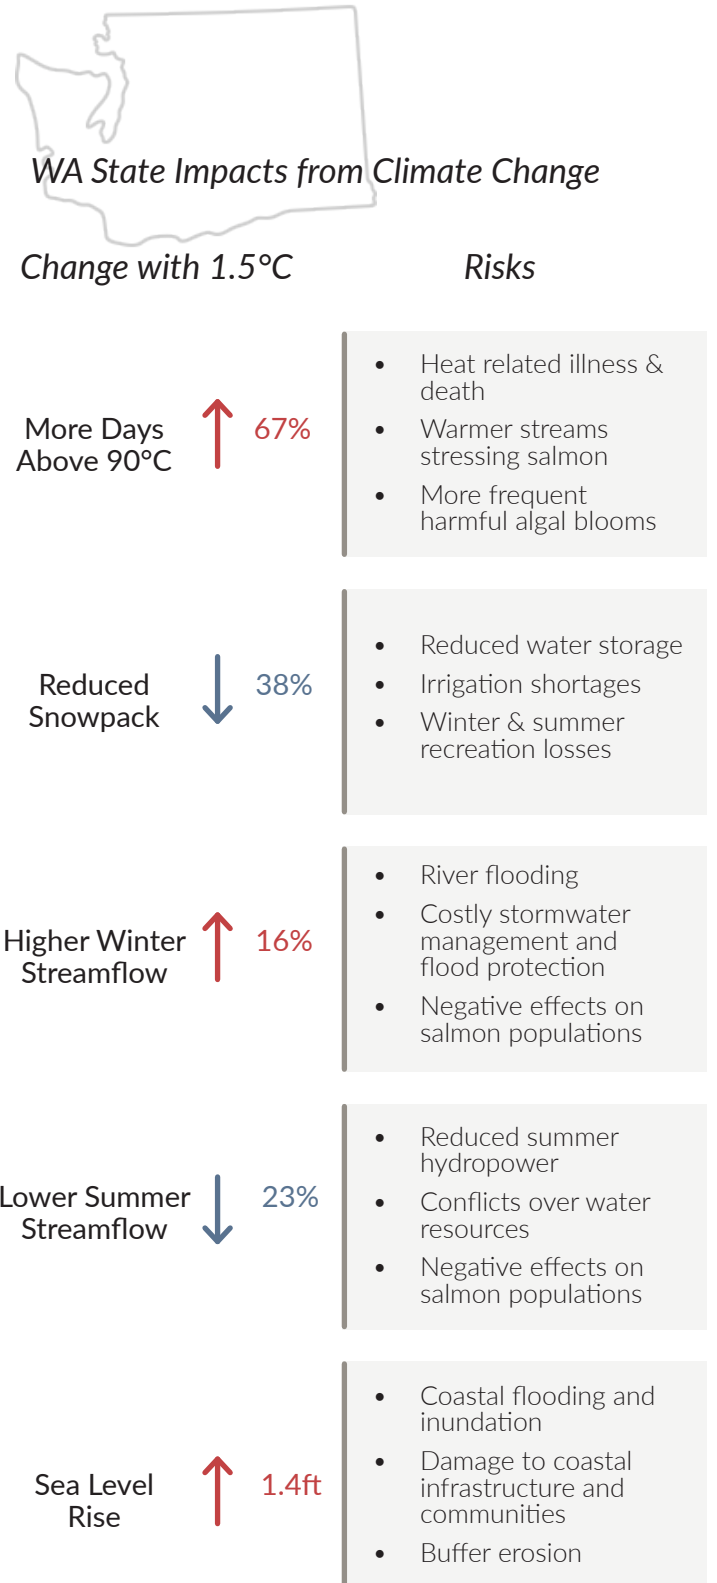 WA State Impacts from Climate Change
Change with 1.5°C
Risks
More Days
Above 90°C
67%
• Heat related illness &
death
• Warmer streams
stressing salmon
• More frequent
harmful algal blooms
Reduced
Snowpack
38%
• Reduced water storage
• Irrigation shortages
• Winter & summer
recreation losses
Higher Winter
Streamflow
16%
• River flooding
• Costly stormwater
management and
flood protection
• Negative effects on
salmon populations
Lower Summer
Streamflow
23%
• Reduced summer
hydropower
• Conflicts over water
resources
• Negative effects on
salmon populations
Sea Level
Rise
1.4ft
• Coastal flooding and
inundation
• Damage to coastal
infrastructure and
communities
• Buffer erosion